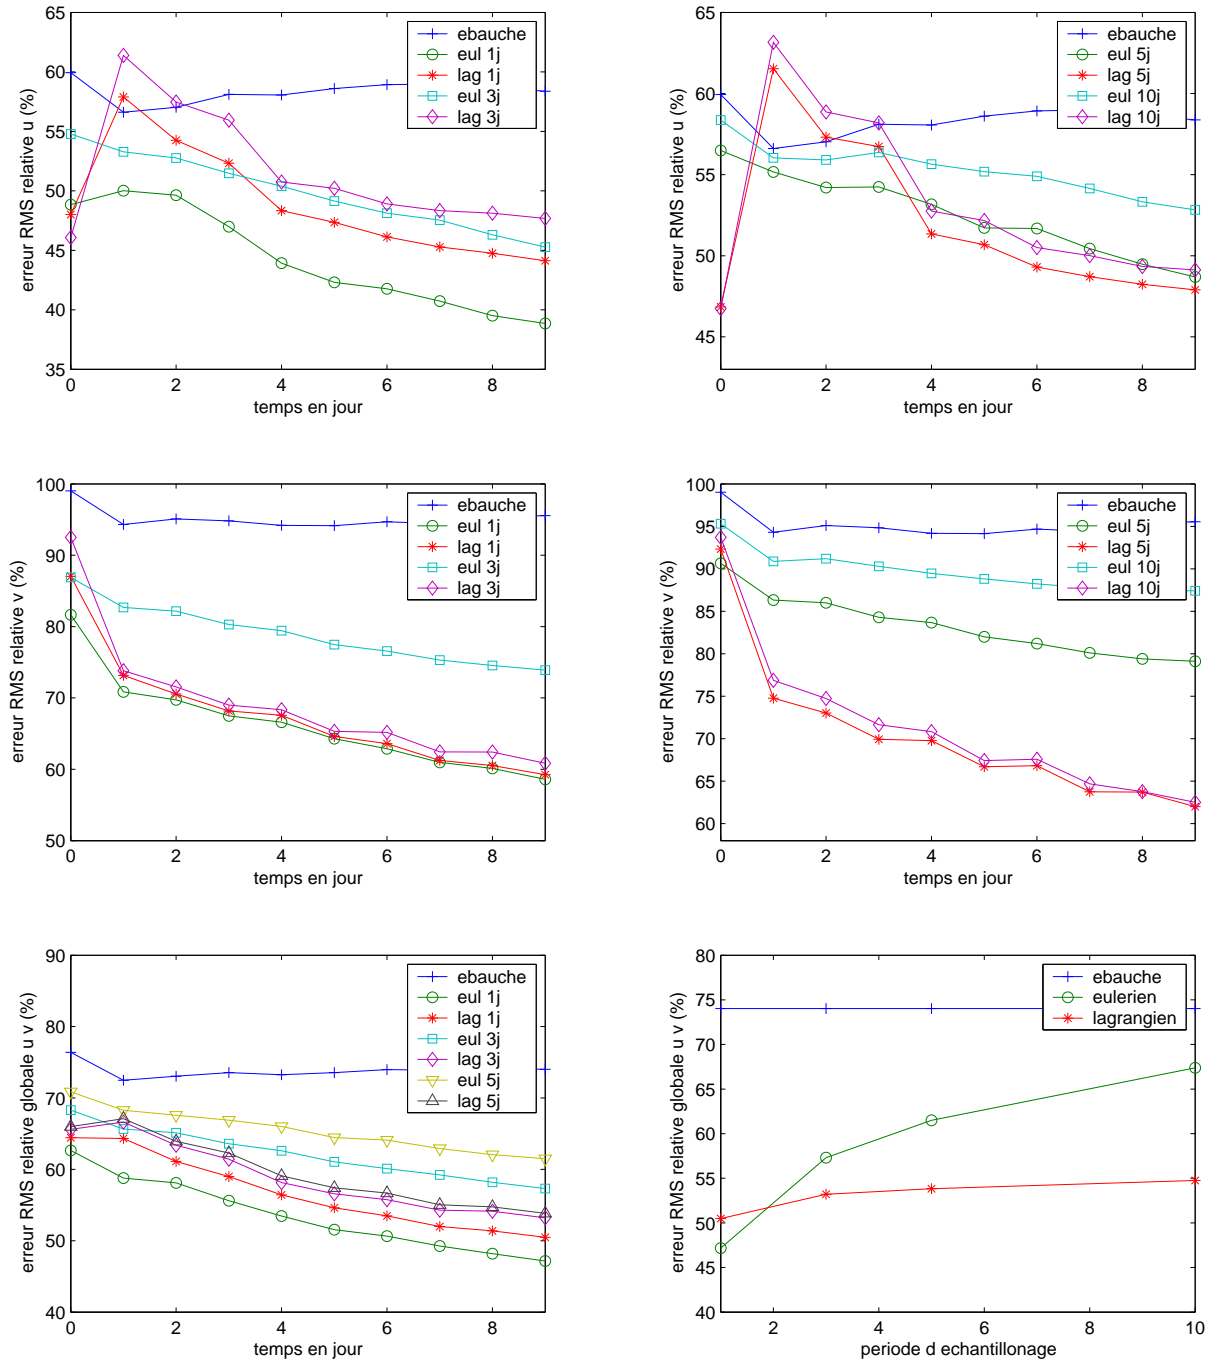 65
60
55
50
45
40
35
0
2
4
6
8
erreur RMS relative u (%)
temps en jour
ebauche
eul 1j
lag 1j
eul 3j
lag 3j
65
60
55
50
45
0
2
4
6
8
erreur RMS relative u (%)
temps en jour
ebauche
eul 5j
lag 5j
eul 10j
lag 10j
100
90
80
70
60
50
0
2
4
6
8
erreur RMS relative v (%)
temps en jour
ebauche
eul 1j
lag 1j
eul 3j
lag 3j
100
95
90
85
80
75
70
65
60
0
2
4
6
8
erreur RMS relative v (%)
temps en jour
ebauche
eul 5j
lag 5j
eul 10j
lag 10j
90
80
70
60
50
40
0
2
4
6
8
erreur RMS relative globale u v (%)
temps en jour
ebauche
eul 1j
lag 1j
eul 3j
lag 3j
eul 5j
lag 5j
80
75
70
65
60
55
50
45
40
2
4
6
8
10
erreur RMS relative globale u v (%)
periode d echantillonage
ebauche
eulerien
lagrangien